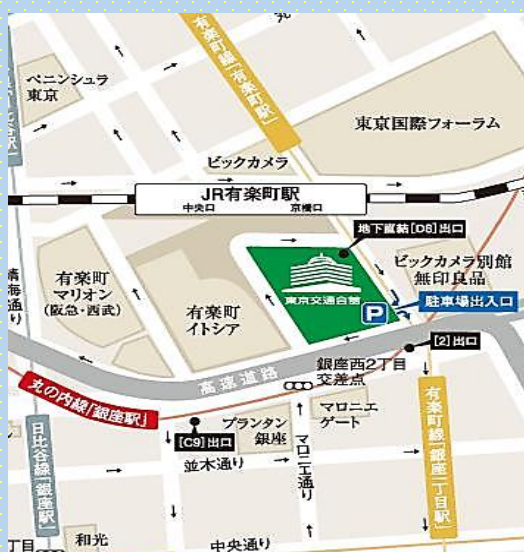 丸
有楽町線「有楽町駅」
ペニンシュラ
東京
東京国際フォーラム
ビックカメラ
JR有楽町駅
中央口
京橋口
地下直結[D8]出口
ビックカメラ別館
無印良品
晴海通り
有楽町
マリオン
(阪急・西武)
有楽町
イトシア
東京交通会館
P
駐車場出入口
[2]出口
高速道路
銀座西2丁目
交差点
丸の内線「銀座駅」
プランタン
銀座
マロニエ
ゲート
[C9]出口
並木通り
マロニエ通り
有楽町線「銀座一丁目駅」
日比谷線「銀座駅」
丁目
和光
中央通り